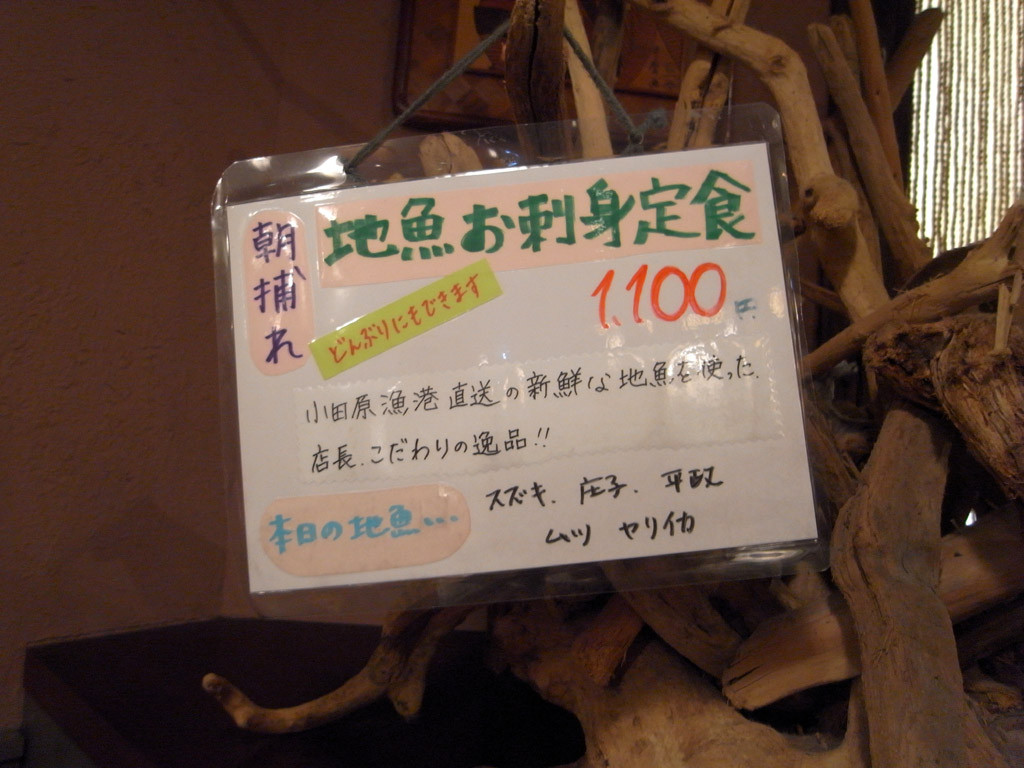 朝捕れ
地魚お刺身定食
どんぶりにもできます
1,100円
小田原漁港直送の新鮮な地魚を使った、
店長、こだわりの逸品!!
本日の地魚...
スズキ、庄子、平政
ムツ ヤリイカ